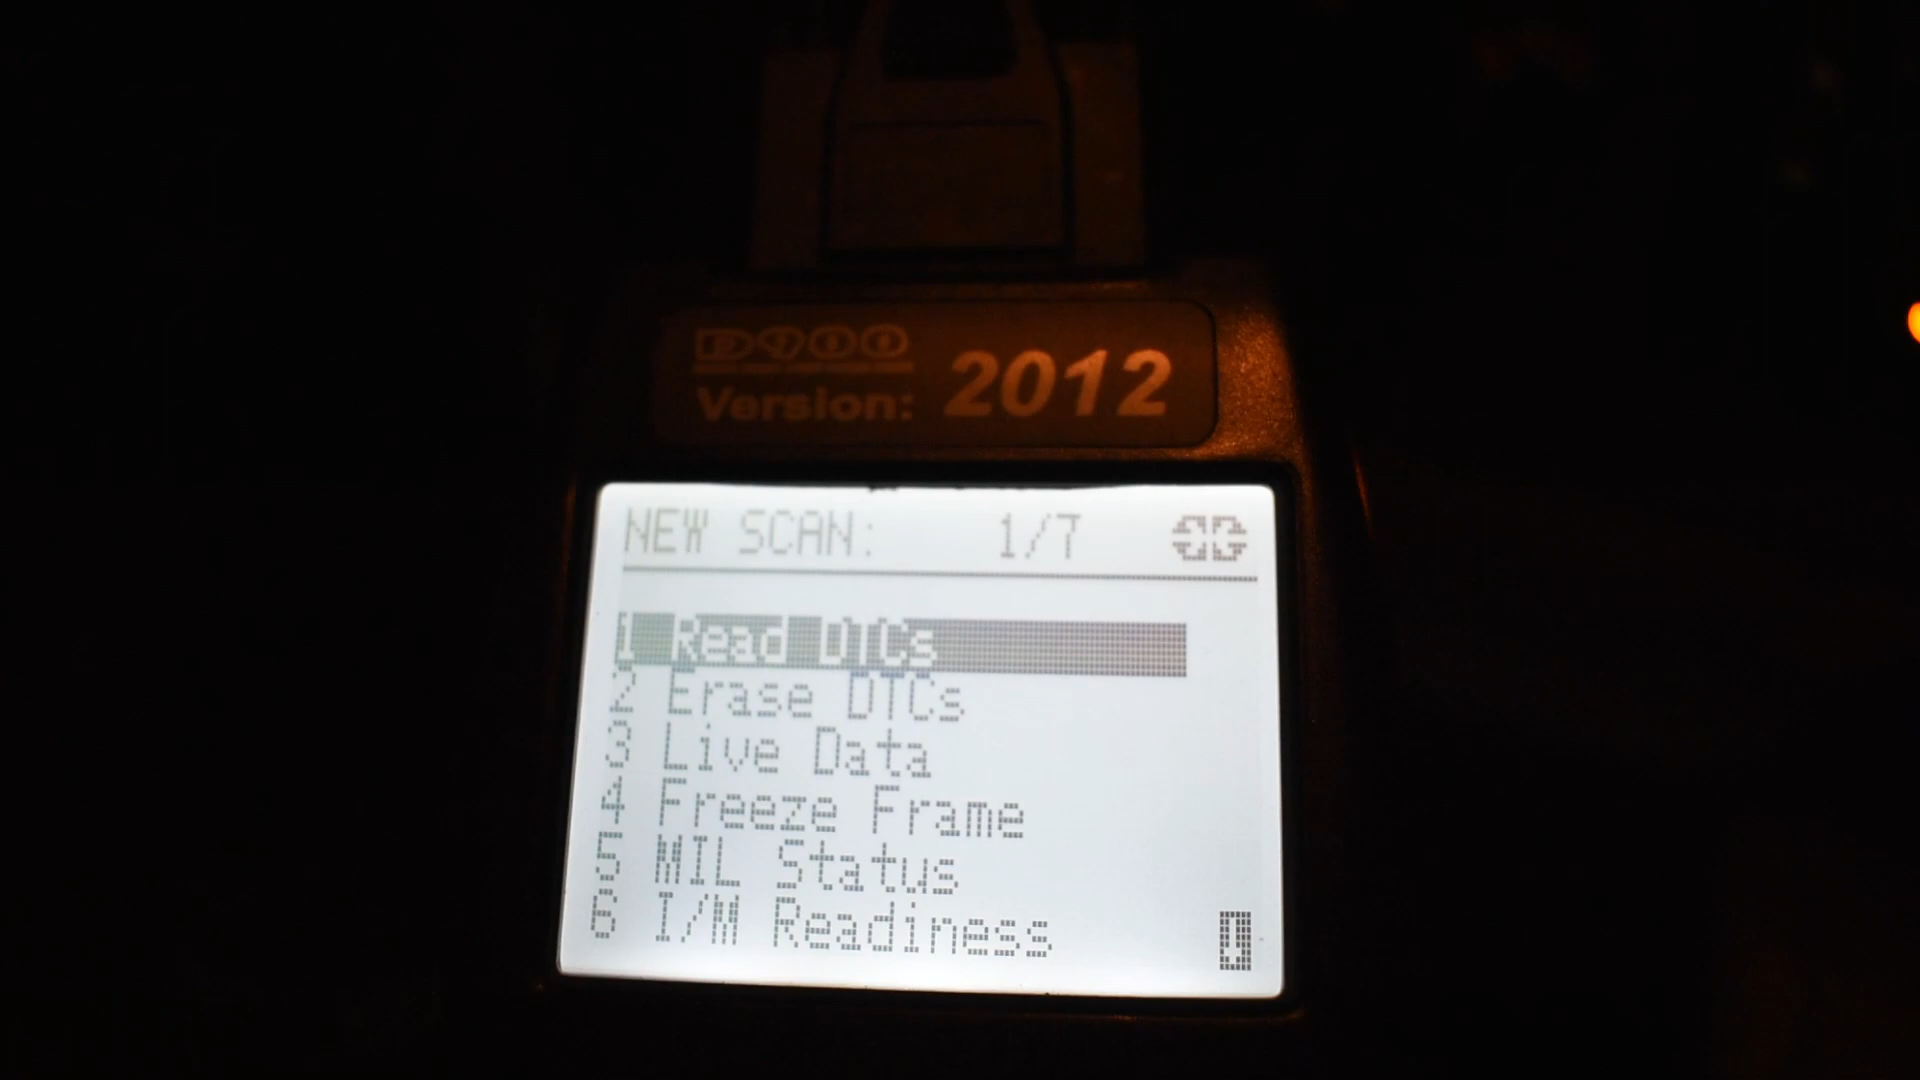 D900
Version: 2012
NEW SCAN: 1/7
1 Read DTCs
2 Erase DTCs
3 Live Data
4 Freeze Frame
5 MIL Status
6 I/M Readiness